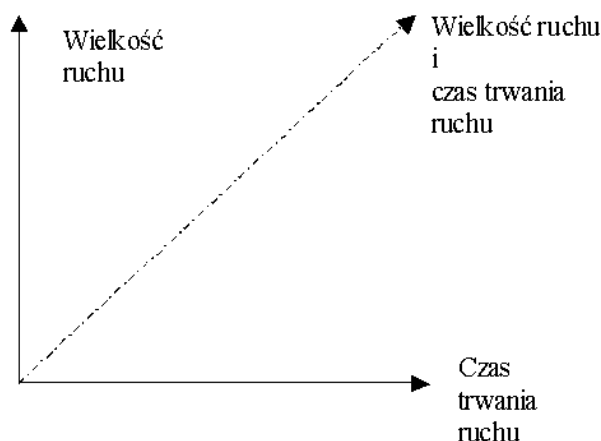 Wielkość
ruchu
Wielkość ruchu
i
czas trwania
ruchu
Czas
trwania
ruchu